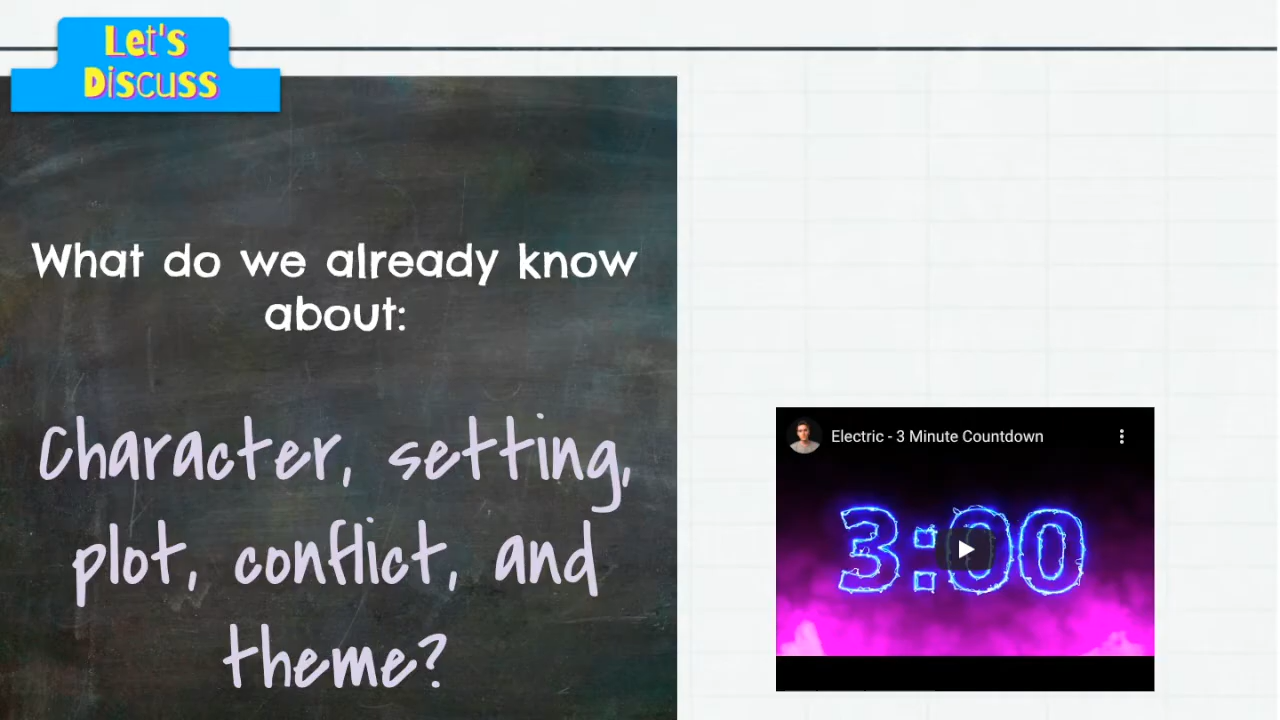 Let's
Discuss
What do we already know
about:
Character, setting,
plot, conflict, and
theme?
Electric - 3 Minute Countdown
3:00